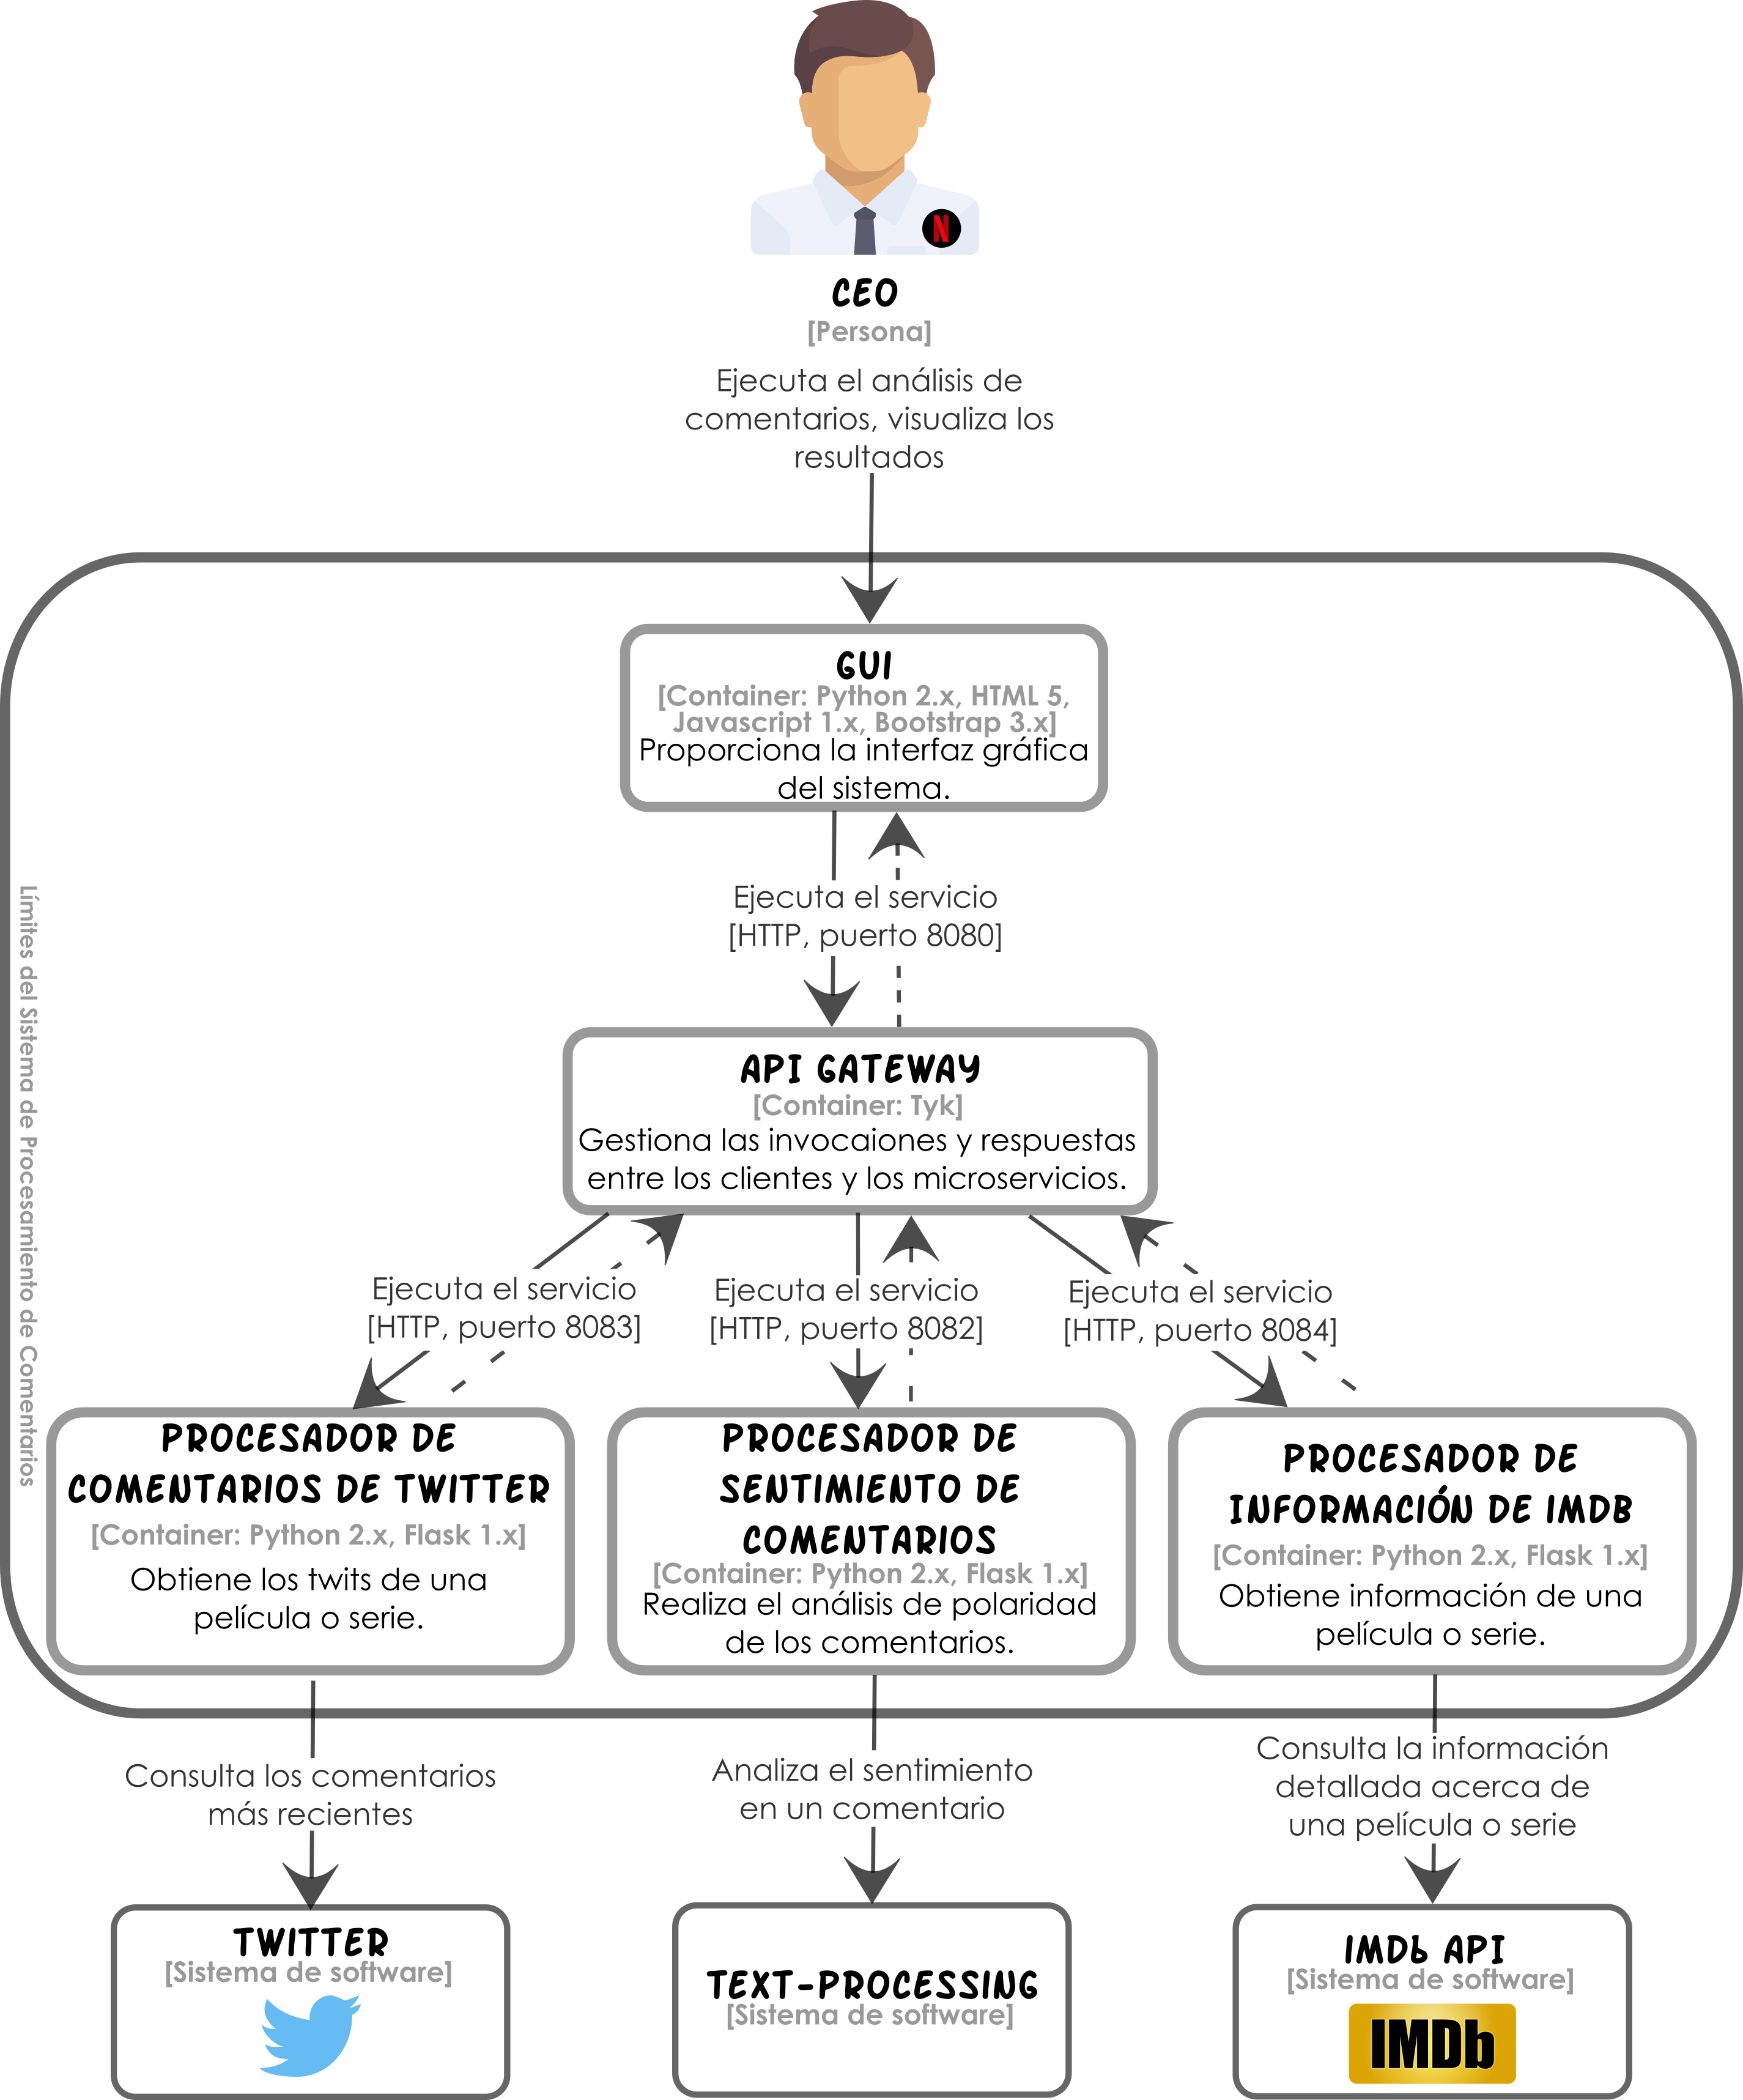 N
CEO
[Persona]
Ejecuta el análisis de
comentarios, visualiza los
resultados
GUI
[Container: Python 2.x, HTML 5,
Javascript 1.x, Bootstrap 3.x]
Proporciona la interfaz gráfica
del sistema.
Ejecuta el servicio
[HTTP, puerto 8080]
Límites del Sistema de Procesamiento de Comentarios
API GATEWAY
[Container: Tyk]
Gestiona las invocaiones y respuestas
entre los clientes y los microservicios.
Ejecuta el servicio
[HTTP, puerto 8083]
Ejecuta el servicio
[HTTP, puerto 8082]
Ejecuta el servicio
[HTTP, puerto 8084]
PROCESADOR DE
COMENTARIOS DE TWITTER
[Container: Python 2.x, Flask 1.x]
Obtiene los twits de una
película o serie.
PROCESADOR DE
SENTIMIENTO DE
COMENTARIOS
[Container: Python 2.x, Flask 1.x]
Realiza el análisis de polaridad
de los comentarios.
PROCESADOR DE
INFORMACIÓN DE IMDB
[Container: Python 2.x, Flask 1.x]
Obtiene información de una
película o serie.
Consulta los comentarios
más recientes
Analiza el sentimiento
en un comentario
Consulta la información
detallada acerca de
una película o serie
TWITTER
[Sistema de software]
TEXT-PROCESSING
[Sistema de software]
IMDb API
[Sistema de software]
IMDb